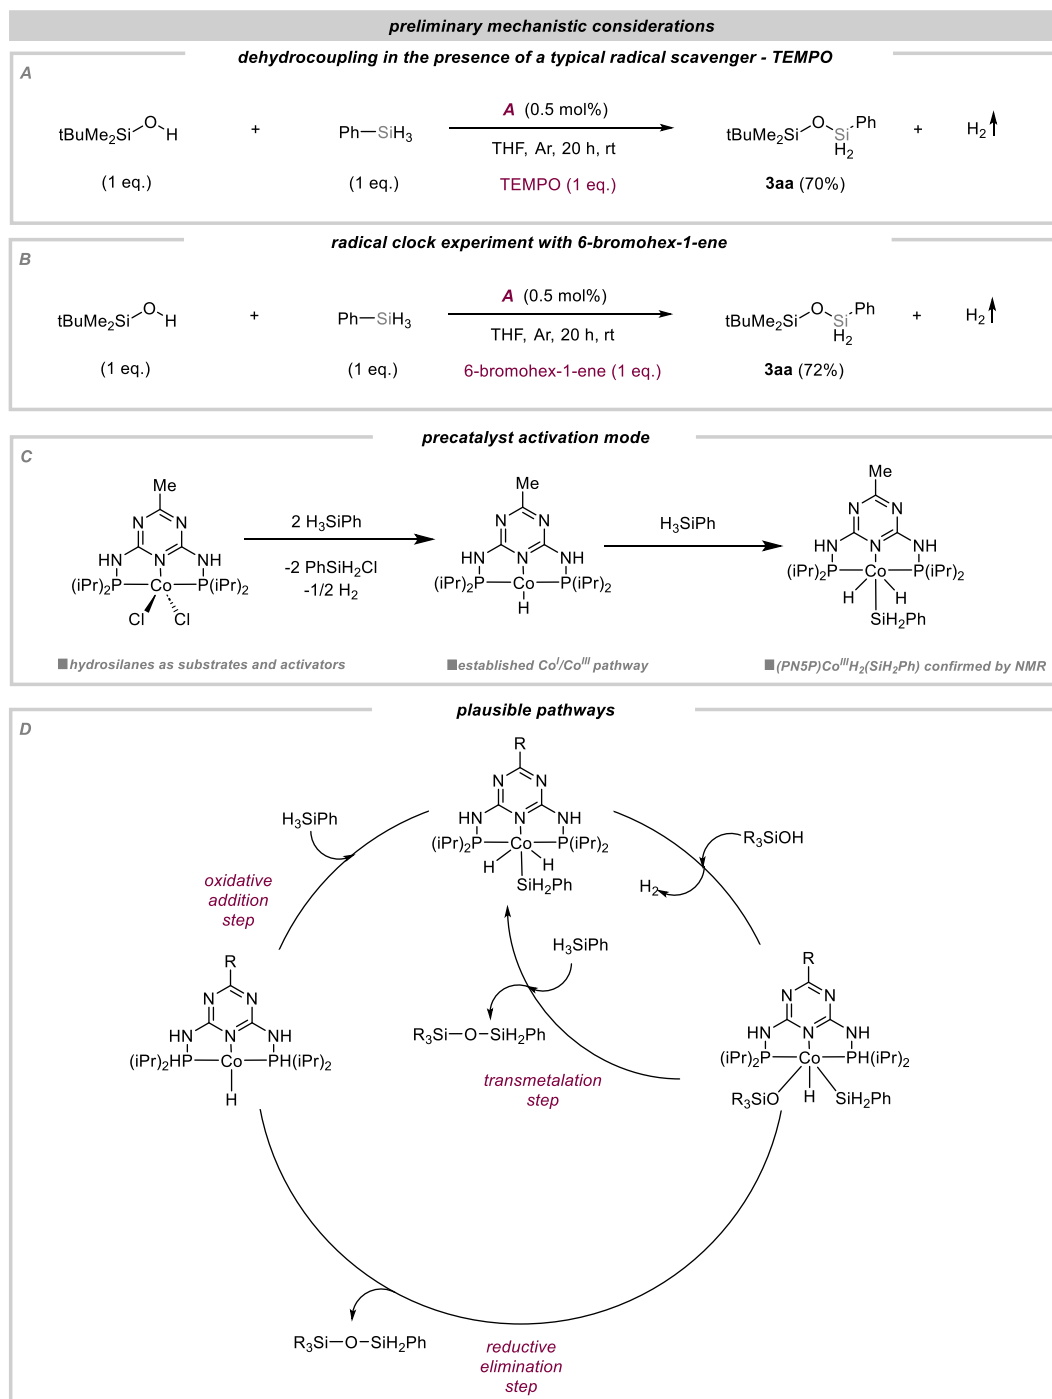 preliminary mechanistic considerations
dehydrocoupling in the presence of a typical radical scavenger - TEMPO
A
tBuMe2Si O H + Ph SiH3 A (0.5 mol%) tBuMe2Si O Si H2 Ph + H2
THF, Ar, 20 h, rt
(1 eq.) (1 eq.) TEMPO (1 eq.) 3aa (70%)
radical clock experiment with 6-bromohex-1-ene
B
tBuMe2Si O H + Ph SiH3 A (0.5 mol%) tBuMe2Si O Si H2 Ph + H2
THF, Ar, 20 h, rt
(1 eq.) (1 eq.) 6-bromohex-1-ene (1 eq.) 3aa (72%)
precatalyst activation mode
C
Me Me Me
N N 2 H3SiPh N N H3SiPh N N
HN N NH -2 PhSiH2Cl HN N NH HN N NH
(iPr)2P Co P(iPr)2 -1/2 H2 (iPr)2P Co P(iPr)2 (iPr)2P Co P(iPr)2
Cl Cl H H H
SiH2Ph
hydrosilanes as substrates and activators established CoI/CoIII pathway (PN5P)CoIIIH2(SiH2Ph) confirmed by NMR
plausible pathways
D
R
N N
H3SiPh HN N NH
(iPr)2P Co P(iPr)2 R3SiOH
H H
SiH2Ph H2
oxidative
addition
step
H3SiPh
R R
N N N N
HN N NH R3Si O SiH2Ph HN N NH
(iPr)2HP Co PH(iPr)2 (iPr)2P Co PH(iPr)2
H transmetalation R3SiO H SiH2Ph
step
R3Si O SiH2Ph
reductive
elimination
step